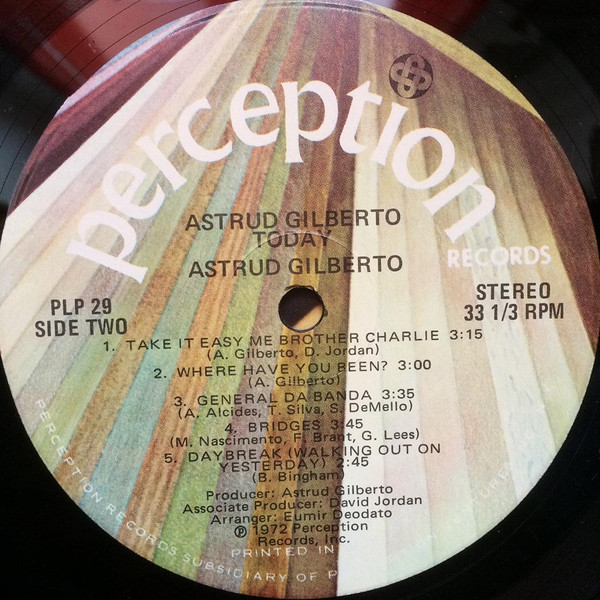 perception
RECORDS
ASTRUD GILBERTO
TODAY
ASTRUD GILBERTO
PLP 29
SIDE TWO
STEREO
33 1/3 RPM
1. TAKE IT EASY ME BROTHER CHARLIE 3:15
(A. Gilberto, D. Jordan)
2. WHERE HAVE YOU BEEN? 3:00
(A. Gilberto)
3. GENERAL DA BANDA 3:35
(A. Alcides, T. Silva, S. DeMello)
4. BRIDGES 3:45
(M. Nascimento, F. Brant, G. Lees)
5. DAYBREAK (WALKING OUT ON
YESTERDAY) 2:45
(B. Bingham)
Producer: Astrud Gilberto
Associate Producer: David Jordan
Arranger: Eumir Deodato
℗ 1972 Perception
Records, Inc.
PRINTED IN
PERCEPTION RECORDS SUBSIDIARY OF